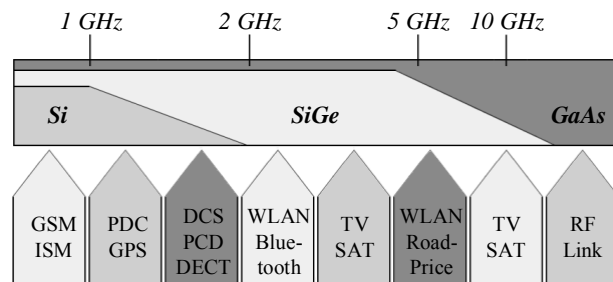 1 GHz 2 GHz 5 GHz 10 GHz
Si SiGe GaAs
GSM PDC DCS WLAN TV WLAN TV RF
ISM GPS PCD Blue- SAT Road- SAT Link
DECT tooth Price